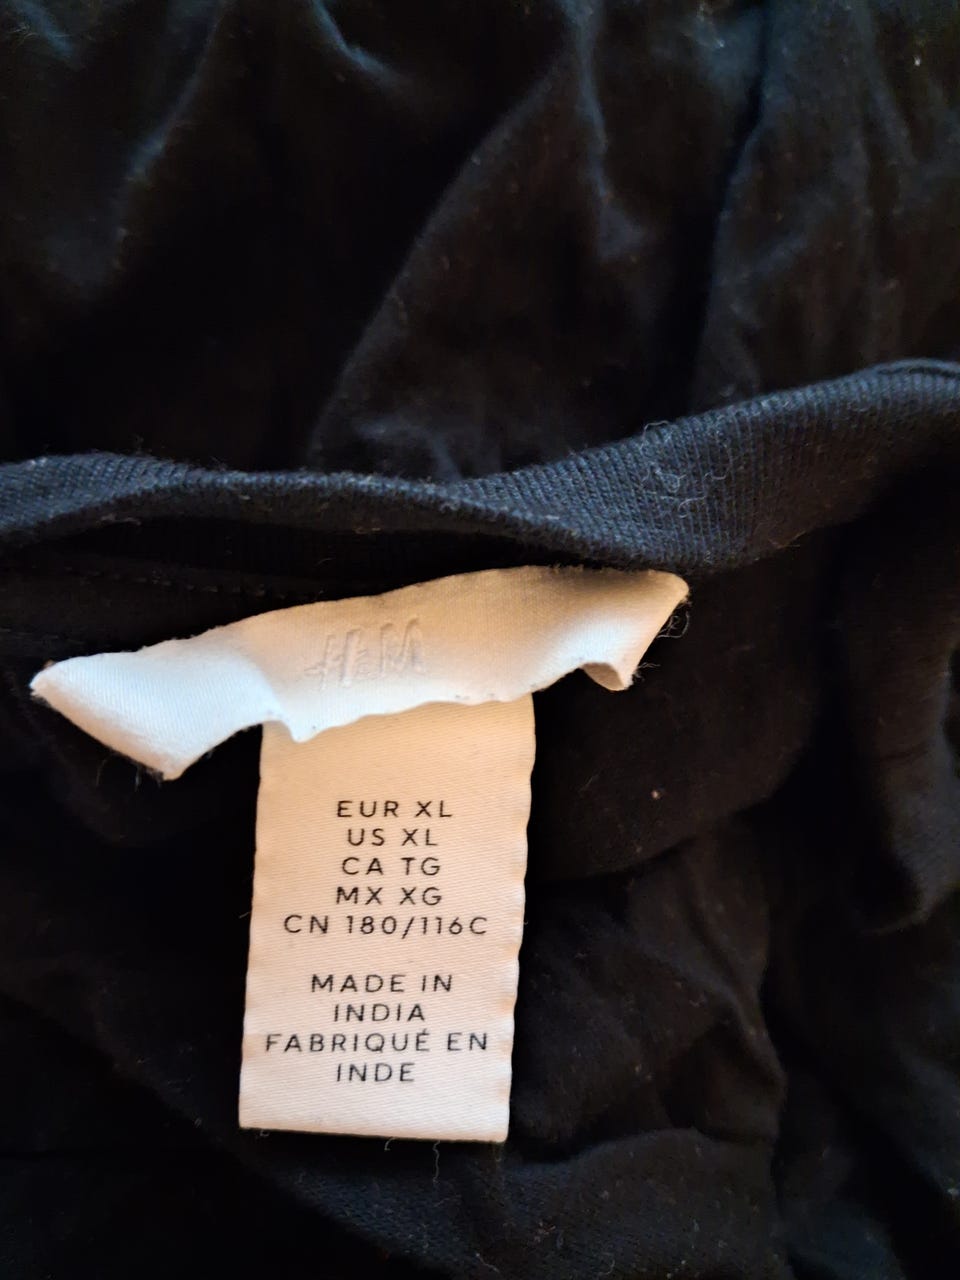 H&M
EUR XL
US XL
CA TG
MX XG
CN 180/116C
MADE IN
INDIA
FABRIQUÉ EN
INDE